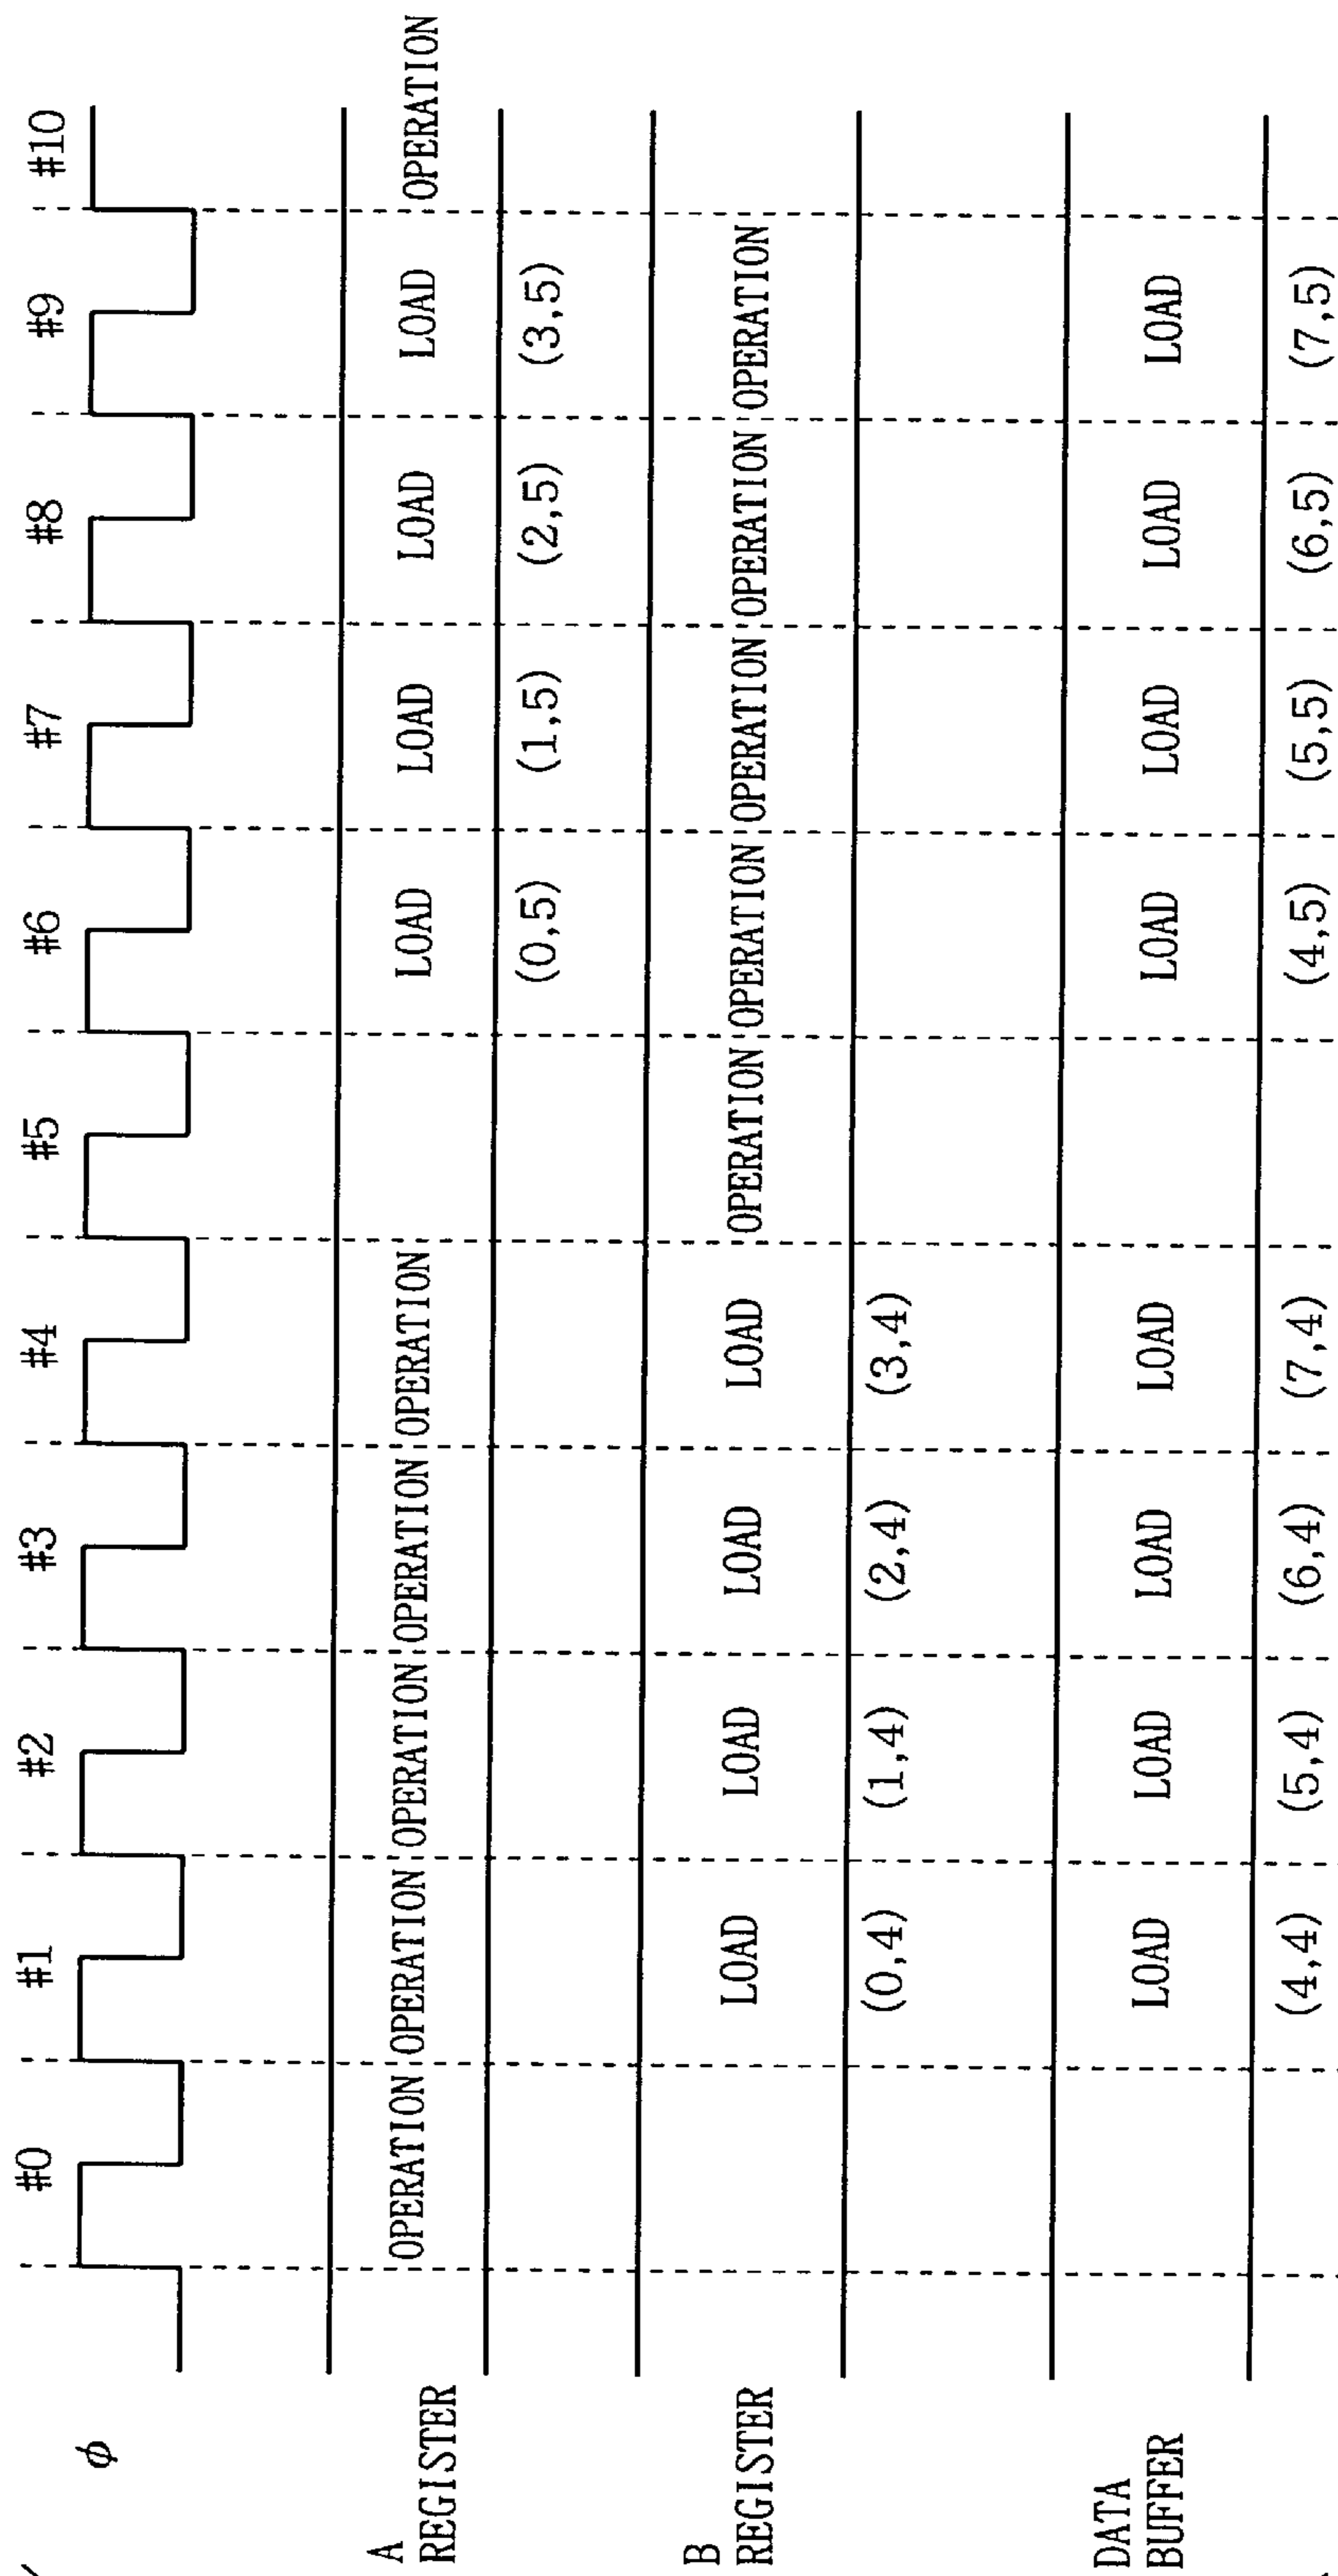 #0 #1 #2 #3 #4 #5 #6 #7 #8 #9 #10
φ
A
REGISTER
OPERATION OPERATION OPERATION OPERATION OPERATION LOAD LOAD LOAD LOAD OPERATION
(0,5) (1,5) (2,5) (3,5)
B
REGISTER
LOAD LOAD LOAD LOAD OPERATION OPERATION OPERATION OPERATION OPERATION
(0,4) (1,4) (2,4) (3,4)
DATA
BUFFER
LOAD LOAD LOAD LOAD LOAD LOAD LOAD LOAD
(4,4) (5,4) (6,4) (7,4) (4,5) (5,5) (6,5) (7,5)